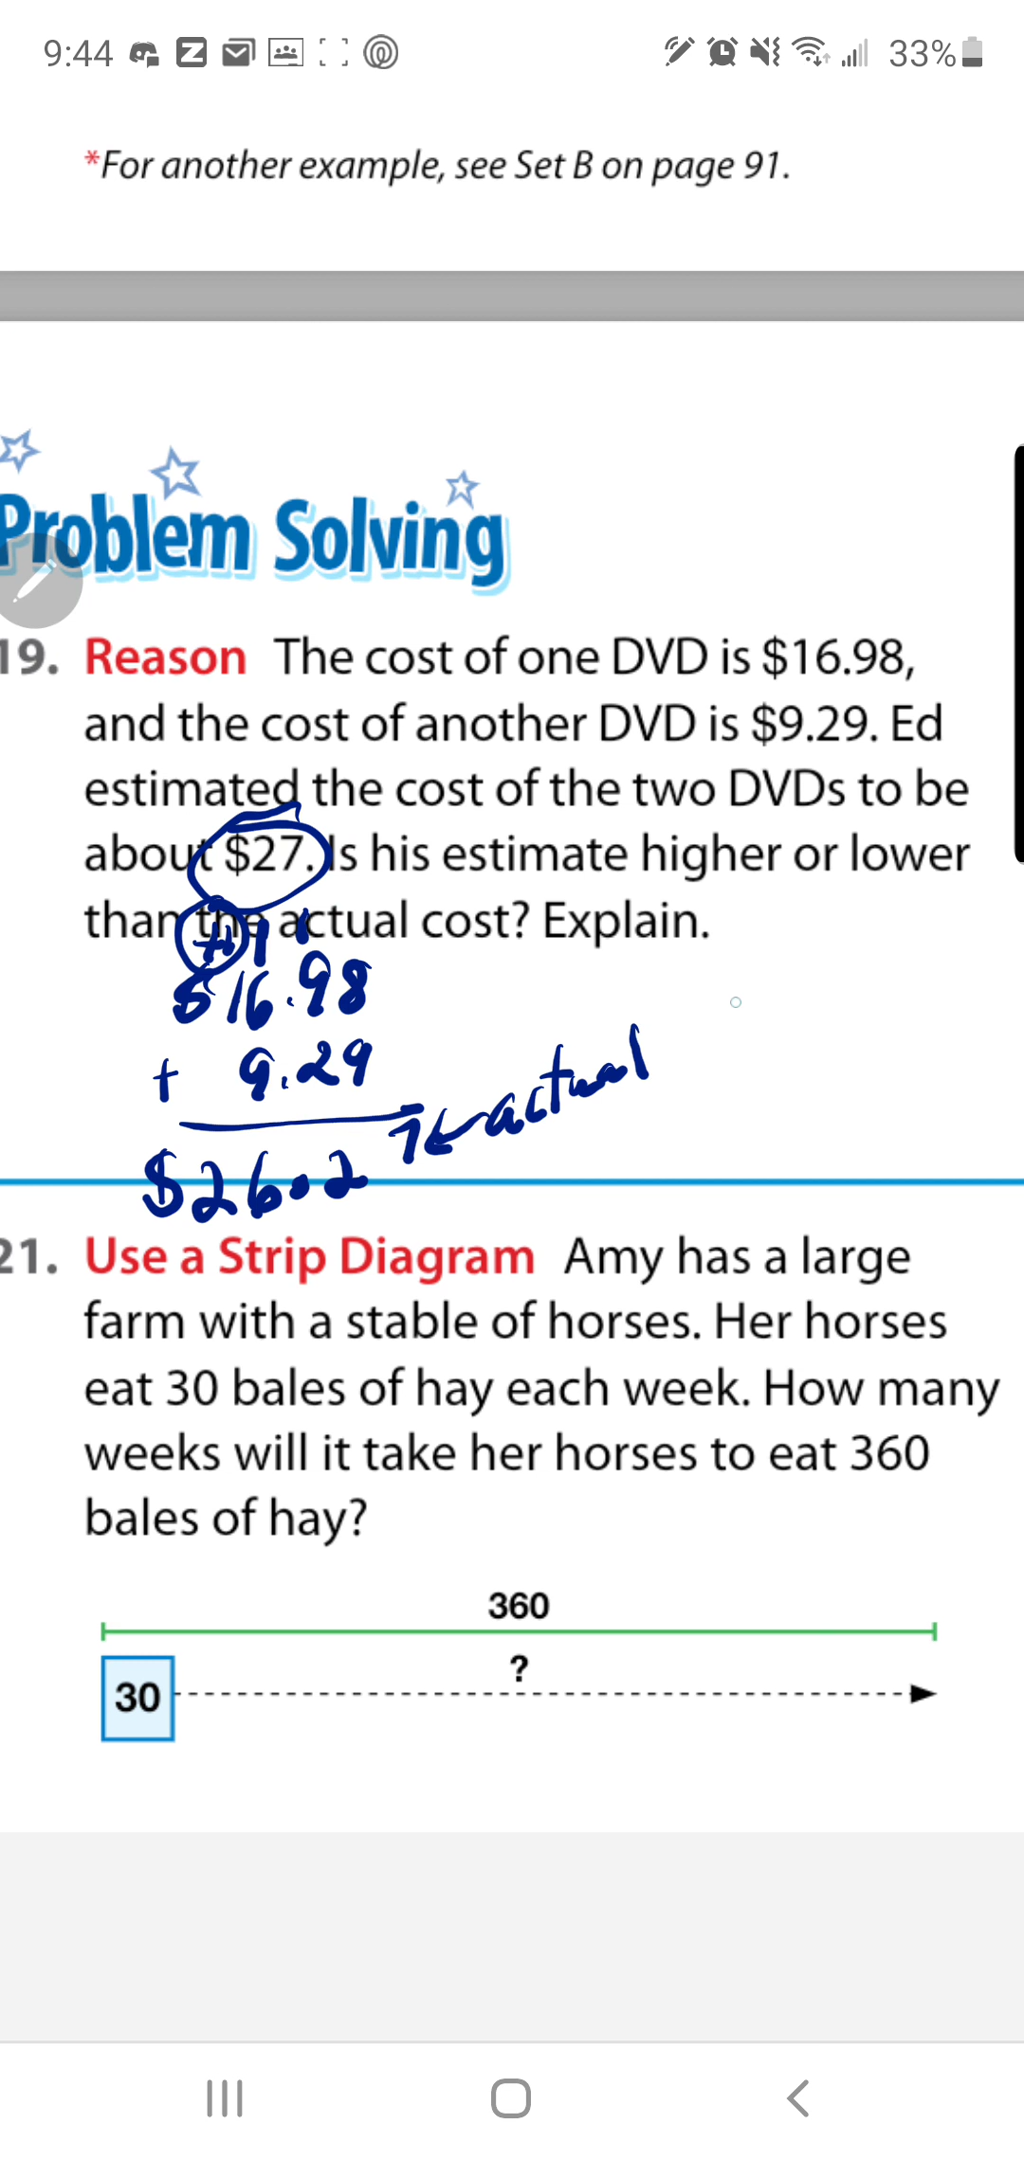 9:44 33%
*For another example, see Set B on page 91.
Problem Solving
19. Reason The cost of one DVD is $16.98,
and the cost of another DVD is $9.29. Ed
estimated the cost of the two DVDs to be
about $27. Is his estimate higher or lower
than the actual cost? Explain.
$16.98
+ 9.29
actual
$26.02
21. Use a Strip Diagram Amy has a large
farm with a stable of horses. Her horses
eat 30 bales of hay each week. How many
weeks will it take her horses to eat 360
bales of hay?
360
?
30